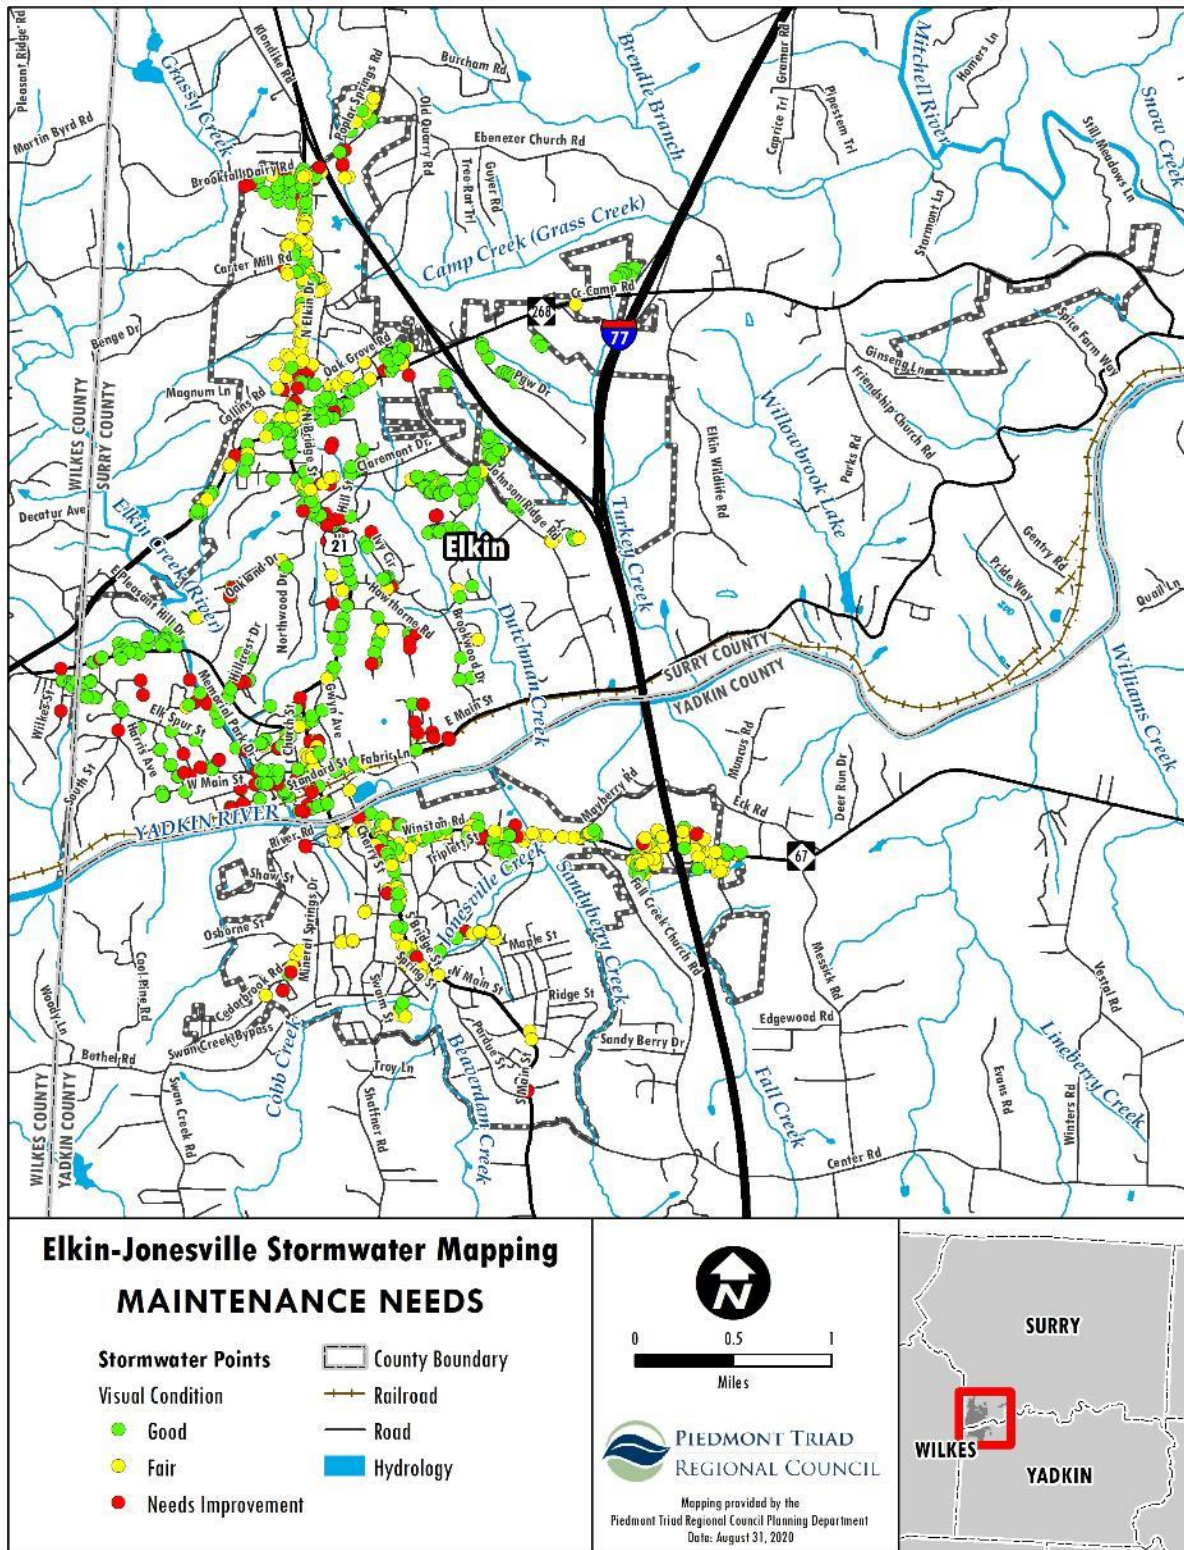 Pleasant Ridge Rd
Grassy Creek
Klondike Rd
Poplar Springs Rd
Burcham Rd
Brendle Branch
Gramar Rd
Caprice Trl
Pipestem Trl
Mitchell River
Homers Ln
Snow Creek
Still Meadows Ln
Martin Byrd Rd
Old Quarry Rd
Ebenezer Church Rd
Brookfall Dairy Rd
Tree-Rat Trl
Guyer Rd
Stormont Ln
Camp Creek (Grass Creek)
Carter Mill Rd
N Elkin Dr
Cc Camp Rd
268
77
Benge Dr
Oak Grove Rd
Spice Farm Way
Ginseng Ln
Pgw Dr
Magnum Ln
Collins Rd
Friendship Church Rd
WILKES COUNTY
SURRY COUNTY
N Bridge St
Claremont Dr
Elkin Wildlife Rd
Willowbrook Lake
Parks Rd
Johnson Ridge Rd
Hill St
Decatur Ave
Elkin Creek (River)
21
Ivy Cir
Elkin
Turkey Creek
Gentry Rd
E Pleasant Hill Dr
Oakland Dr
Northwood Dr
Hawthorne Rd
Brookwood Dr
Dutchman Creek
Pride Way
Quail Ln
Hillcrest Dr
Memorial Park Dr
Wilkes St
Elk Spur St
Harris Ave
Church St
Gwyn Ave
E Main St
SURRY COUNTY
YADKIN COUNTY
Williams Creek
South St
W Main St
Standard St
Fabric Ln
Muncus Rd
Deer Run Dr
YADKIN RIVER
River Rd
Cherry St
Winston Rd
Triplett St
Mayberry Rd
Eck Rd
67
Shaw St
Jonesville Creek
Sandyberry Creek
Fall Creek Church Rd
Osborne St
Mineral Springs Dr
S Bridge St
Spring St
Maple St
N Main St
Cool Pine Rd
Woody Ln
Cedarbrook Rd
Swan Creek Bypass
Swaim St
Ridge St
Messick Rd
Vestal Rd
Bethel Rd
Cobb Creek
Troy Ln
Beaverdam Creek
Pardue St
S Main St
Sandy Berry Dr
Edgewood Rd
Lineberry Creek
WILKES COUNTY
YADKIN COUNTY
Swan Creek Rd
Shaffner Rd
Fall Creek
Evans Rd
Winters Rd
Center Rd
Elkin-Jonesville Stormwater Mapping
MAINTENANCE NEEDS
Stormwater Points
Visual Condition
Good
Fair
Needs Improvement
County Boundary
Railroad
Road
Hydrology
N
0 0.5 1
Miles
PIEDMONT TRIAD
REGIONAL COUNCIL
Mapping provided by the
Piedmont Triad Regional Council Planning Department
Date: August 31, 2020
SURRY
WILKES
YADKIN